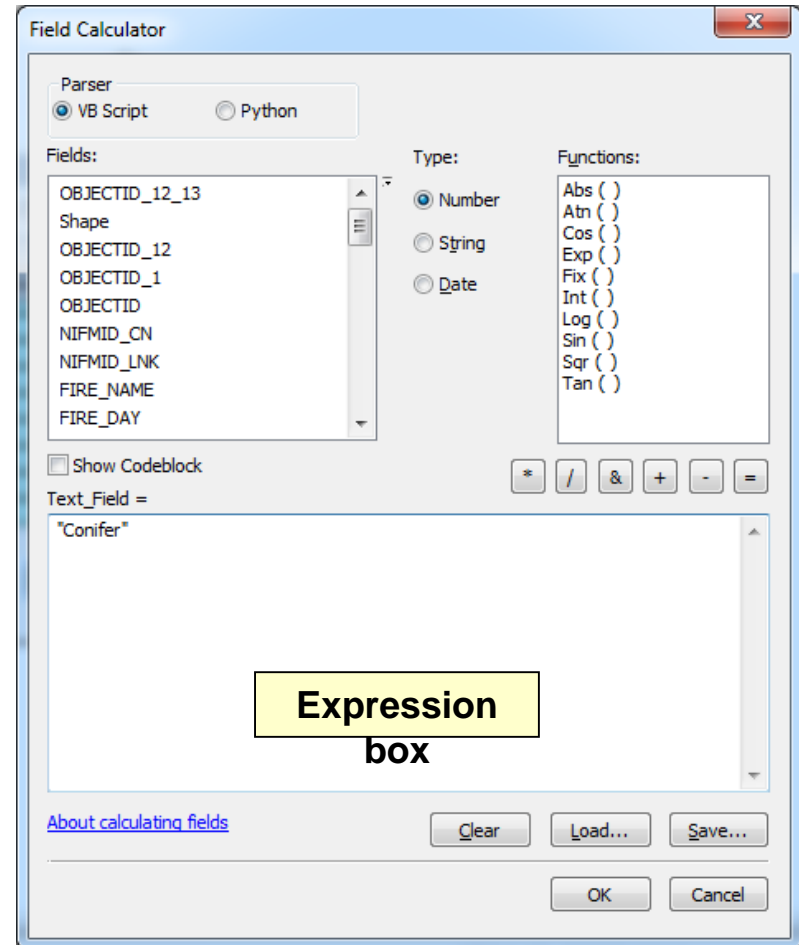 Field Calculator
Parser
VB Script
Python
Fields:
OBJECTID_12_13
Shape
OBJECTID_12
OBJECTID_1
OBJECTID
NIFMID_CN
NIFMID_LNK
FIRE_NAME
FIRE_DAY
Type:
Number
String
Date
Functions:
Abs ( )
Atn ( )
Cos ( )
Exp ( )
Fix ( )
Int ( )
Log ( )
Sin ( )
Sqr ( )
Tan ( )
Show Codeblock
* / & + - =
Text_Field =
"Conifer"
Expression
box
About calculating fields
Clear
Load...
Save...
OK
Cancel